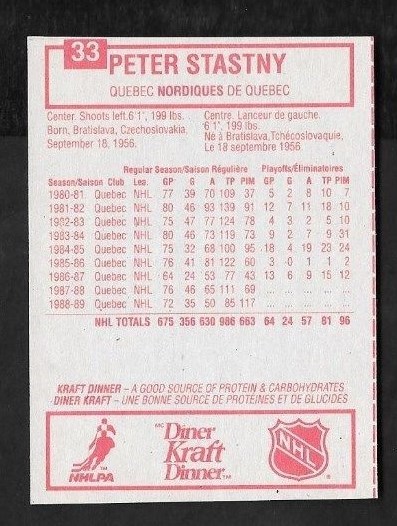 33
PETER STASTNY
QUEBEC NORDIQUES DE QUEBEC
Center. Shoots left. 6'1", 199 lbs.
Born, Bratislava, Czechoslovakia,
September 18, 1956.
Centre. Lanceur de gauche.
6'1", 199 lbs.
Né à Bratislava, Tchécoslovaquie,
Le 18 septembre 1956.
Regular Season/Saison Régulière Playoffs/Éliminatoires
Season/Saison Club Lea. GP G A TP PIM GP G A TP PIM
1980-81 Quebec NHL 77 39 70 109 37 5 2 8 10 7
1981-82 Quebec NHL 80 46 93 139 91 12 7 11 18 10
1982-83 Quebec NHL 75 47 77 124 78 4 3 2 5 10
1983-84 Quebec NHL 80 46 73 119 73 9 2 7 9 31
1984-85 Quebec NHL 75 32 68 100 95 18 4 19 23 24
1985-86 Quebec NHL 76 41 81 122 60 3 0 1 1 2
1986-87 Quebec NHL 64 24 53 77 43 13 6 9 15 12
1987-88 Quebec NHL 76 46 65 111 69 ... ... ... ... ...
1988-89 Quebec NHL 72 35 50 85 117 ... ... ... ... ...
NHL TOTALS 675 356 630 986 663 64 24 57 81 96
KRAFT DINNER – A GOOD SOURCE OF PROTEIN & CARBOHYDRATES
DINER KRAFT – UNE BONNE SOURCE DE PROTEINES ET DE GLUCIDES
NHLPA
TM
MC
Diner
Kraft
Dinner
TM
NHL